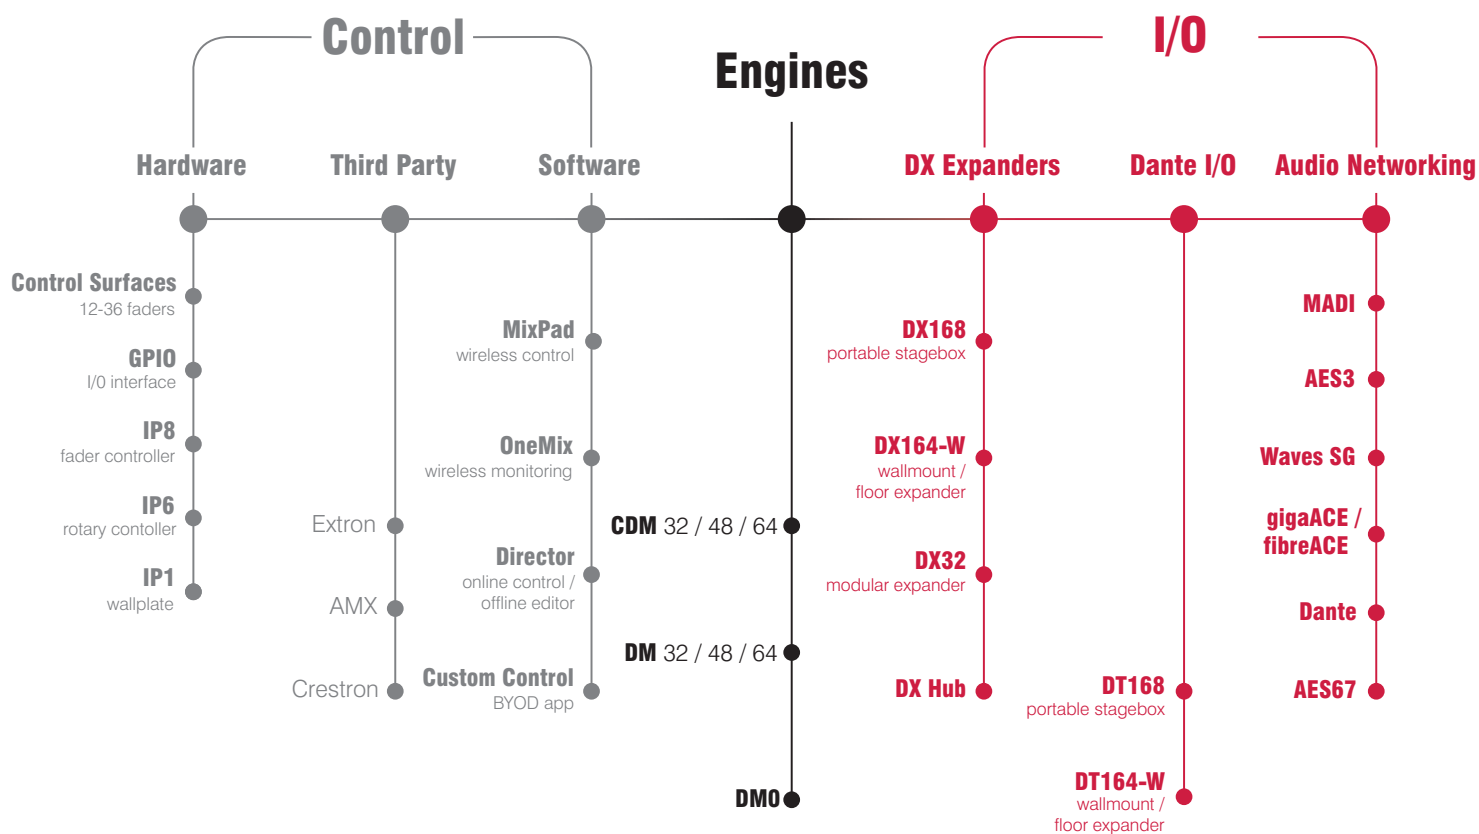 Control
Engines
I/O
Hardware
Third Party
Software
DX Expanders
Dante I/O
Audio Networking
Control Surfaces
12-36 faders
GPIO
I/0 interface
IP8
fader controller
IP6
rotary contoller
IP1
wallplate
Extron
AMX
Crestron
MixPad
wireless control
OneMix
wireless monitoring
Director
online control /
offline editor
Custom Control
BYOD app
CDM 32 / 48 / 64
DM 32 / 48 / 64
DM0
DX168
portable stagebox
DX164-W
wallmount /
floor expander
DX32
modular expander
DX Hub
DT168
portable stagebox
DT164-W
wallmount /
floor expander
MADI
AES3
Waves SG
gigaACE /
fibreACE
Dante
AES67